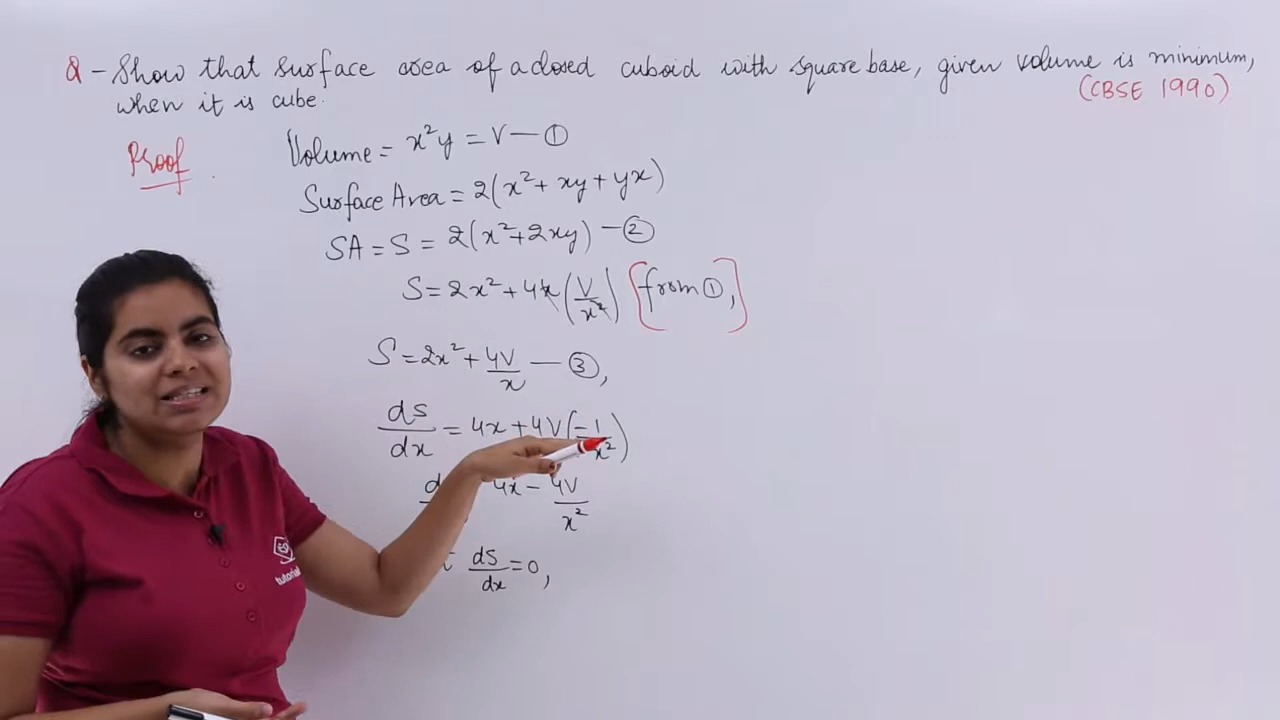 Q - Show that surface area of a closed cuboid with square base, given volume is minimum,
when it is cube.
(CBSE 1990)
Proof.
Volume = x²y = V — ①
Surface Area = 2(x² + xy + yx)
SA = S = 2(x² + 2xy) — ②
S = 2x² + 4x(V/x²) [from ①,]
S = 2x² + 4V/x — ③,
dS/dx = 4x + 4V(-1/x²)
4x - 4V/x²
dS/dx = 0,